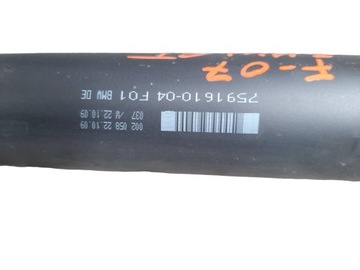 7591610-04 F01 BMW DE
037 /W 22.10.09
002 058 22.10.09
F-07